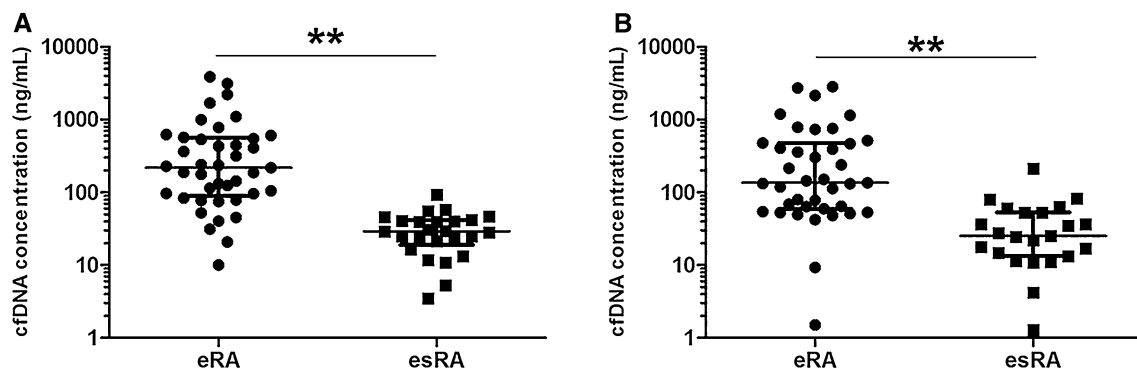 A
**
cfDNA concentration (ng/mL)
10000
1000
100
10
1
eRA
esRA
B
**
cfDNA concentration (ng/mL)
10000
1000
100
10
1
eRA
esRA